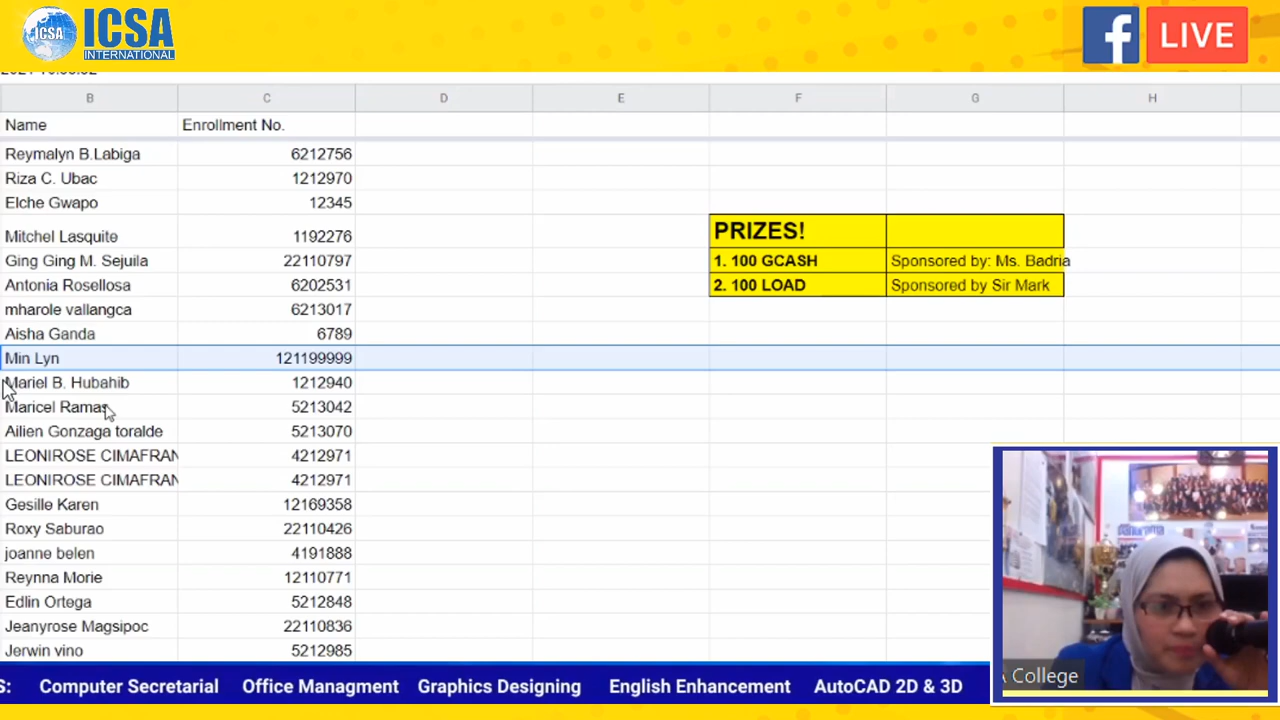 ICSA
ICSA
INTERNATIONAL
f LIVE
B C D E F G H
Name Enrollment No.
Reymalyn B.Labiga 6212756
Riza C. Ubac 1212970
Elche Gwapo 12345
PRIZES!
Mitchel Lasquite 1192276
Ging Ging M. Sejuila 22110797 1. 100 GCASH Sponsored by: Ms. Badria
Antonia Rosellosa 6202531 2. 100 LOAD Sponsored by Sir Mark
mharole vallangca 6213017
Aisha Ganda 6789
Min Lyn 121199999
Mariel B. Hubahib 1212940
Maricel Ramas 5213042
Ailien Gonzaga toralde 5213070
LEONIROSE CIMAFRAN 4212971
LEONIROSE CIMAFRAN 4212971
Gesille Karen 12169358
Roxy Saburao 22110426
joanne belen 4191888
Reynna Morie 12110771
Edlin Ortega 5212848
Jeanyrose Magsipoc 22110836
Jerwin vino 5212985
A College
S: Computer Secretarial Office Managment Graphics Designing English Enhancement AutoCAD 2D & 3D